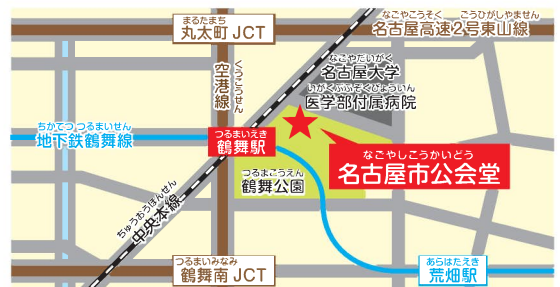 まるたまち
丸太町JCT
なごやこうそく　ごうひがしやません
名古屋高速2号東山線
くうこうせん
空港線
なごやだいがく
名古屋大学
いがくぶふぞくびょういん
医学部付属病院
ちかてつ つるまいせん
地下鉄鶴舞線
つるまいえき
鶴舞駅
なごやしこうかいどう
名古屋市公会堂
つるまこうえん
鶴舞公園
ちゅうおうほんせん
中央本線
つるまいみなみ
鶴舞南JCT
あらはたえき
荒畑駅